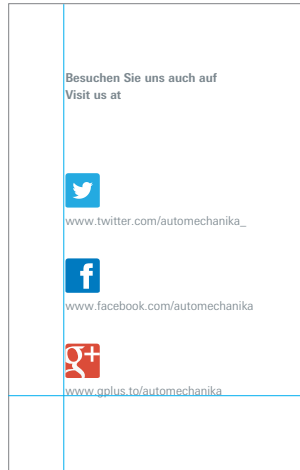 Besuchen Sie uns auch auf
Visit us at
www.twitter.com/automechanika_
f
www.facebook.com/automechanika
g+
www.gplus.to/automechanika